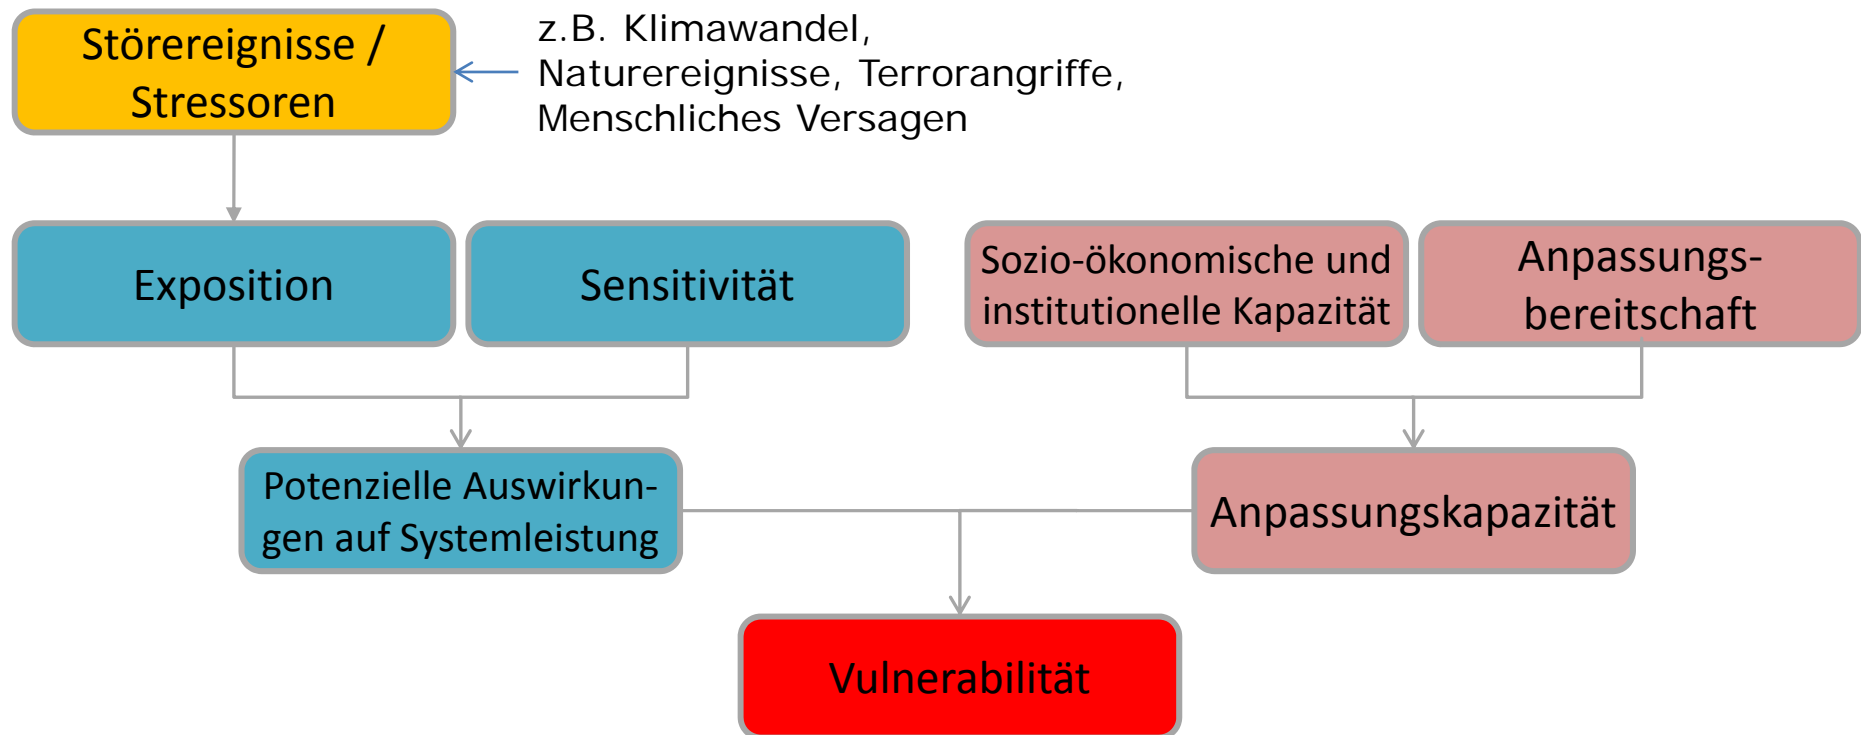 Störereignisse /
Stressoren
z.B. Klimawandel,
Naturereignisse, Terrorangriffe,
Menschliches Versagen
Exposition
Sensitivität
Sozio-ökonomische und
institutionelle Kapazität
Anpassungs-
bereitschaft
Potenzielle Auswirkun-
gen auf Systemleistung
Anpassungskapazität
Vulnerabilität